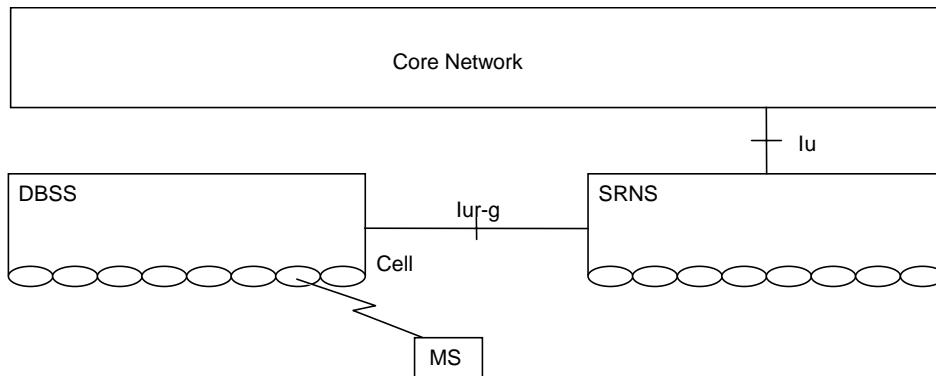 Core Network
Iu
DBSS
SRNS
Iur-g
Cell
MS